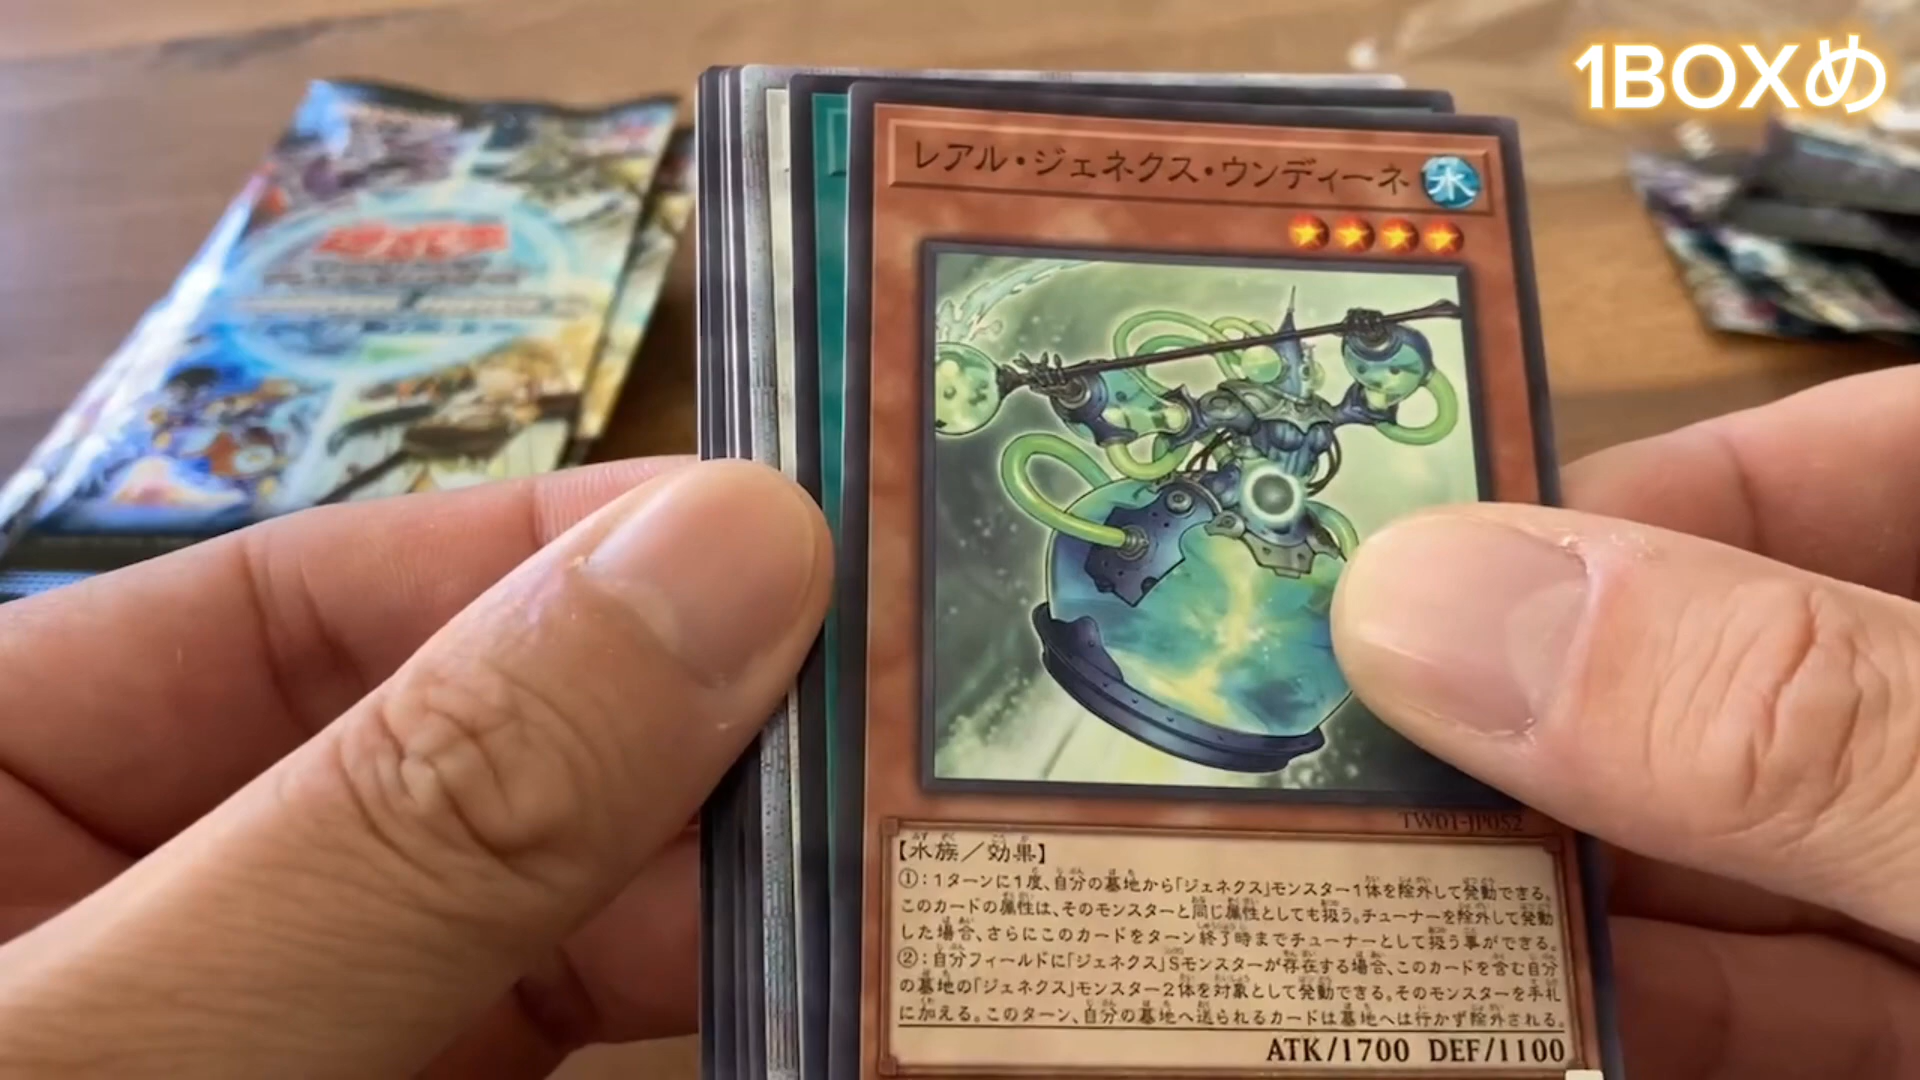 1BOXめ
レアル・ジェネクス・ウンディーネ
水
TW01-JP052
【水族／効果】
①：1ターンに1度、自分の墓地から「ジェネクス」モンスター1体を除外して発動できる。
このカードの属性は、そのモンスターと同じ属性としても扱う。チューナーを除外して発動
した場合、さらにこのカードをターン終了時までチューナーとして扱う事ができる。
②：自分フィールドに「ジェネクス」Sモンスターが存在する場合、このカードを含む自分
の墓地の「ジェネクス」モンスター2体を対象として発動できる。そのモンスターを手札
に加える。このターン、自分の墓地へ送られるカードは墓地へは行かず除外される。
ATK/1700 DEF/1100